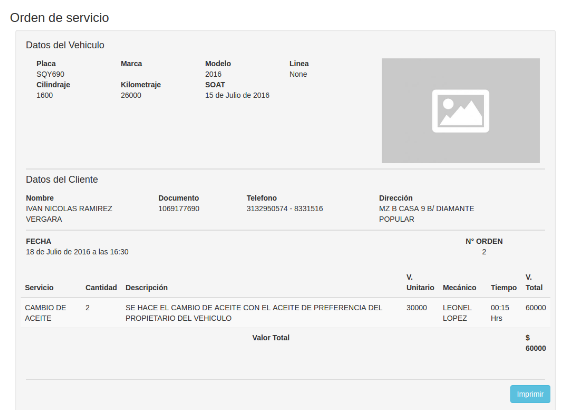 Orden de servicio
Datos del Vehiculo
Placa Marca Modelo Linea
SQY690 2016 None
Cilindraje Kilometraje SOAT
1600 26000 15 de Julio de 2016
Datos del Cliente
Nombre Documento Telefono Dirección
IVAN NICOLAS RAMIREZ 1069177690 3132950574 - 8331516 MZ B CASA 9 B/ DIAMANTE
VERGARA POPULAR
FECHA N° ORDEN
18 de Julio de 2016 a las 16:30 2
V. V.
Servicio Cantidad Descripción Unitario Mecánico Tiempo Total
CAMBIO DE 2 SE HACE EL CAMBIO DE ACEITE CON EL ACEITE DE PREFERENCIA DEL 30000 LEONEL 00:15 60000
ACEITE PROPIETARIO DEL VEHICULO LOPEZ Hrs
Valor Total $
60000
Imprimir